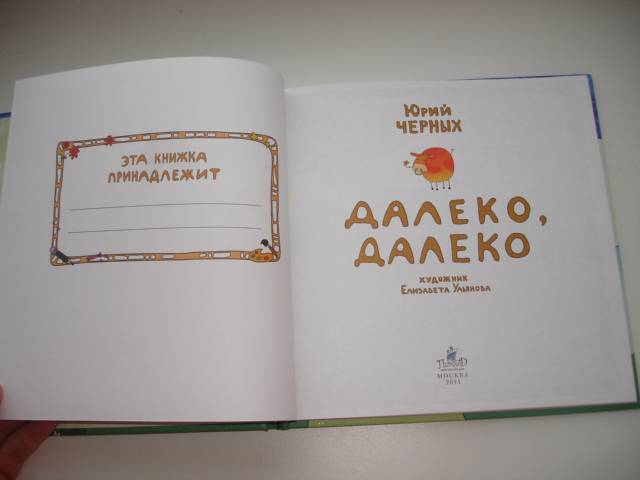 ЭТА КНИЖКА
ПРИНАДЛЕЖИТ
ЮРИЙ
ЧЕРНЫХ
ДАЛЕКО,
ДАЛЕКО
ХУДОЖНИК
ЕЛИЗАВЕТА УЛЬЯНОВА
МОСКВА
2011